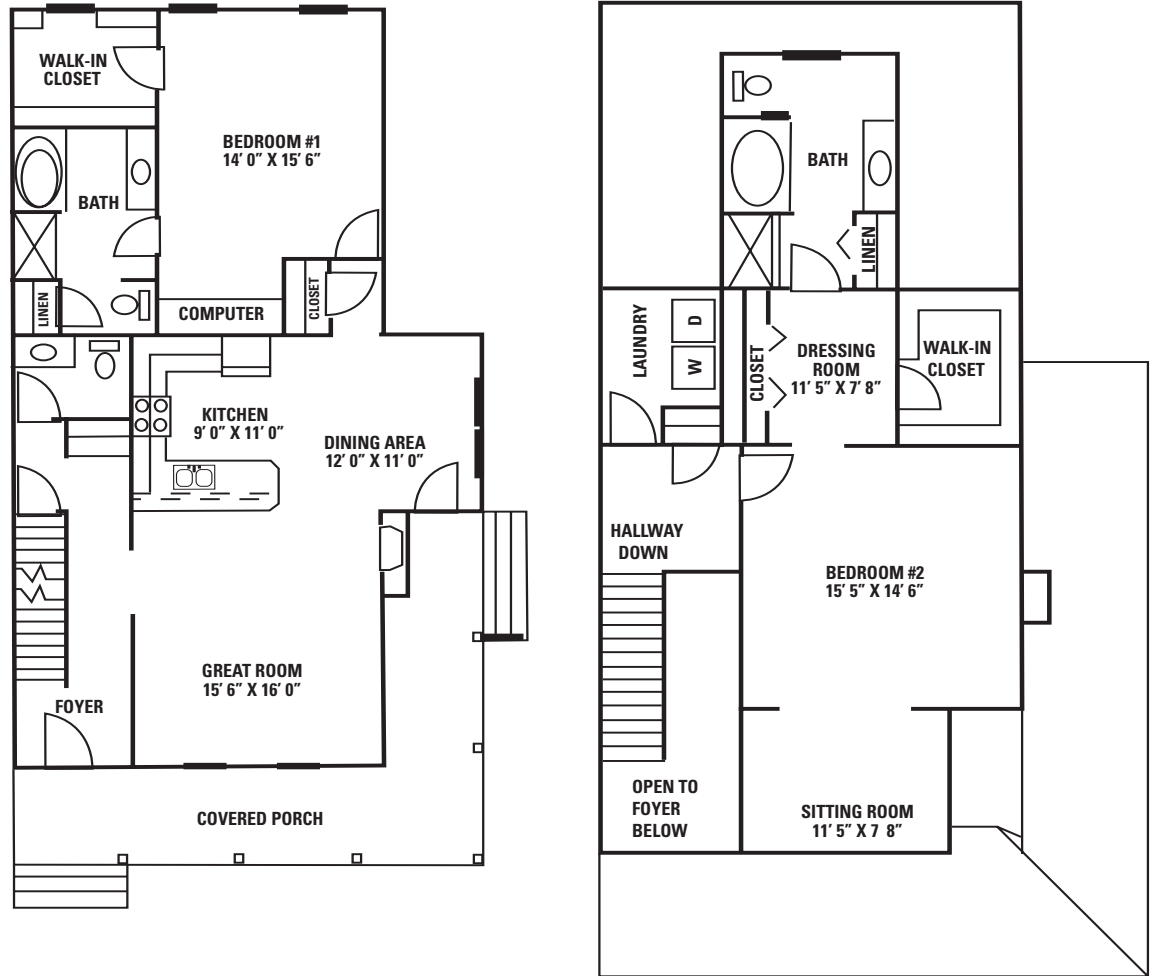 WALK-IN
CLOSET
BEDROOM #1
14′ 0″ X 15′ 6″
BATH
LINEN
COMPUTER
CLOSET
KITCHEN
9′ 0″ X 11′ 0″
DINING AREA
12′ 0″ X 11′ 0″
GREAT ROOM
15′ 6″ X 16′ 0″
FOYER
COVERED PORCH
BATH
LINEN
LAUNDRY
D
W
CLOSET
DRESSING
ROOM
11′ 5″ X 7′ 8″
WALK-IN
CLOSET
HALLWAY
DOWN
BEDROOM #2
15′ 5″ X 14′ 6″
OPEN TO
FOYER
BELOW
SITTING ROOM
11′ 5″ X 7 8″